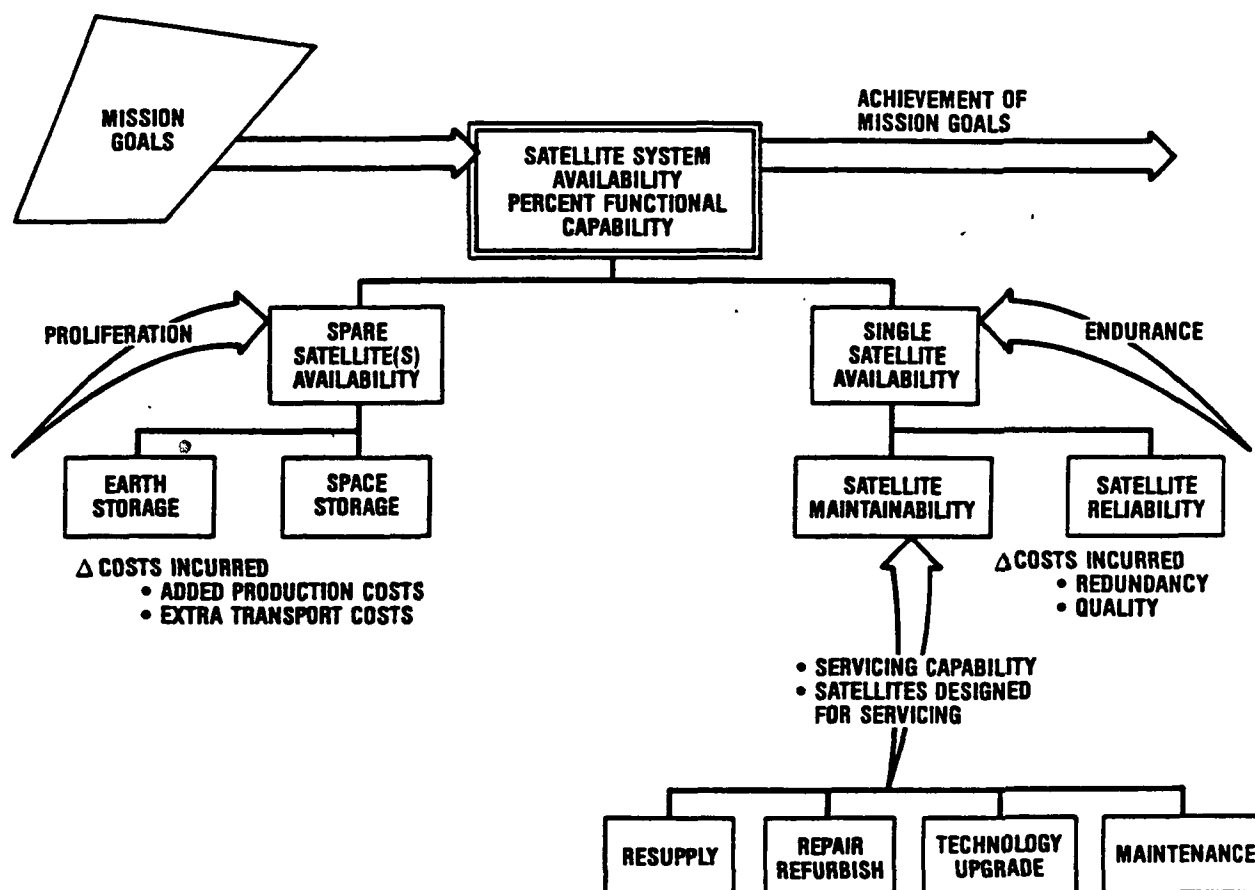 MISSION
GOALS
ACHIEVEMENT OF
MISSION GOALS
SATELLITE SYSTEM
AVAILABILITY
PERCENT FUNCTIONAL
CAPABILITY
PROLIFERATION
SPARE
SATELLITE(S)
AVAILABILITY
SINGLE
SATELLITE
AVAILABILITY
ENDURANCE
EARTH
STORAGE
SPACE
STORAGE
SATELLITE
MAINTAINABILITY
SATELLITE
RELIABILITY
Δ COSTS INCURRED
• ADDED PRODUCTION COSTS
• EXTRA TRANSPORT COSTS
Δ COSTS INCURRED
• REDUNDANCY
• QUALITY
• SERVICING CAPABILITY
• SATELLITES DESIGNED
FOR SERVICING
RESUPPLY
REPAIR
REFURBISH
TECHNOLOGY
UPGRADE
MAINTENANCE